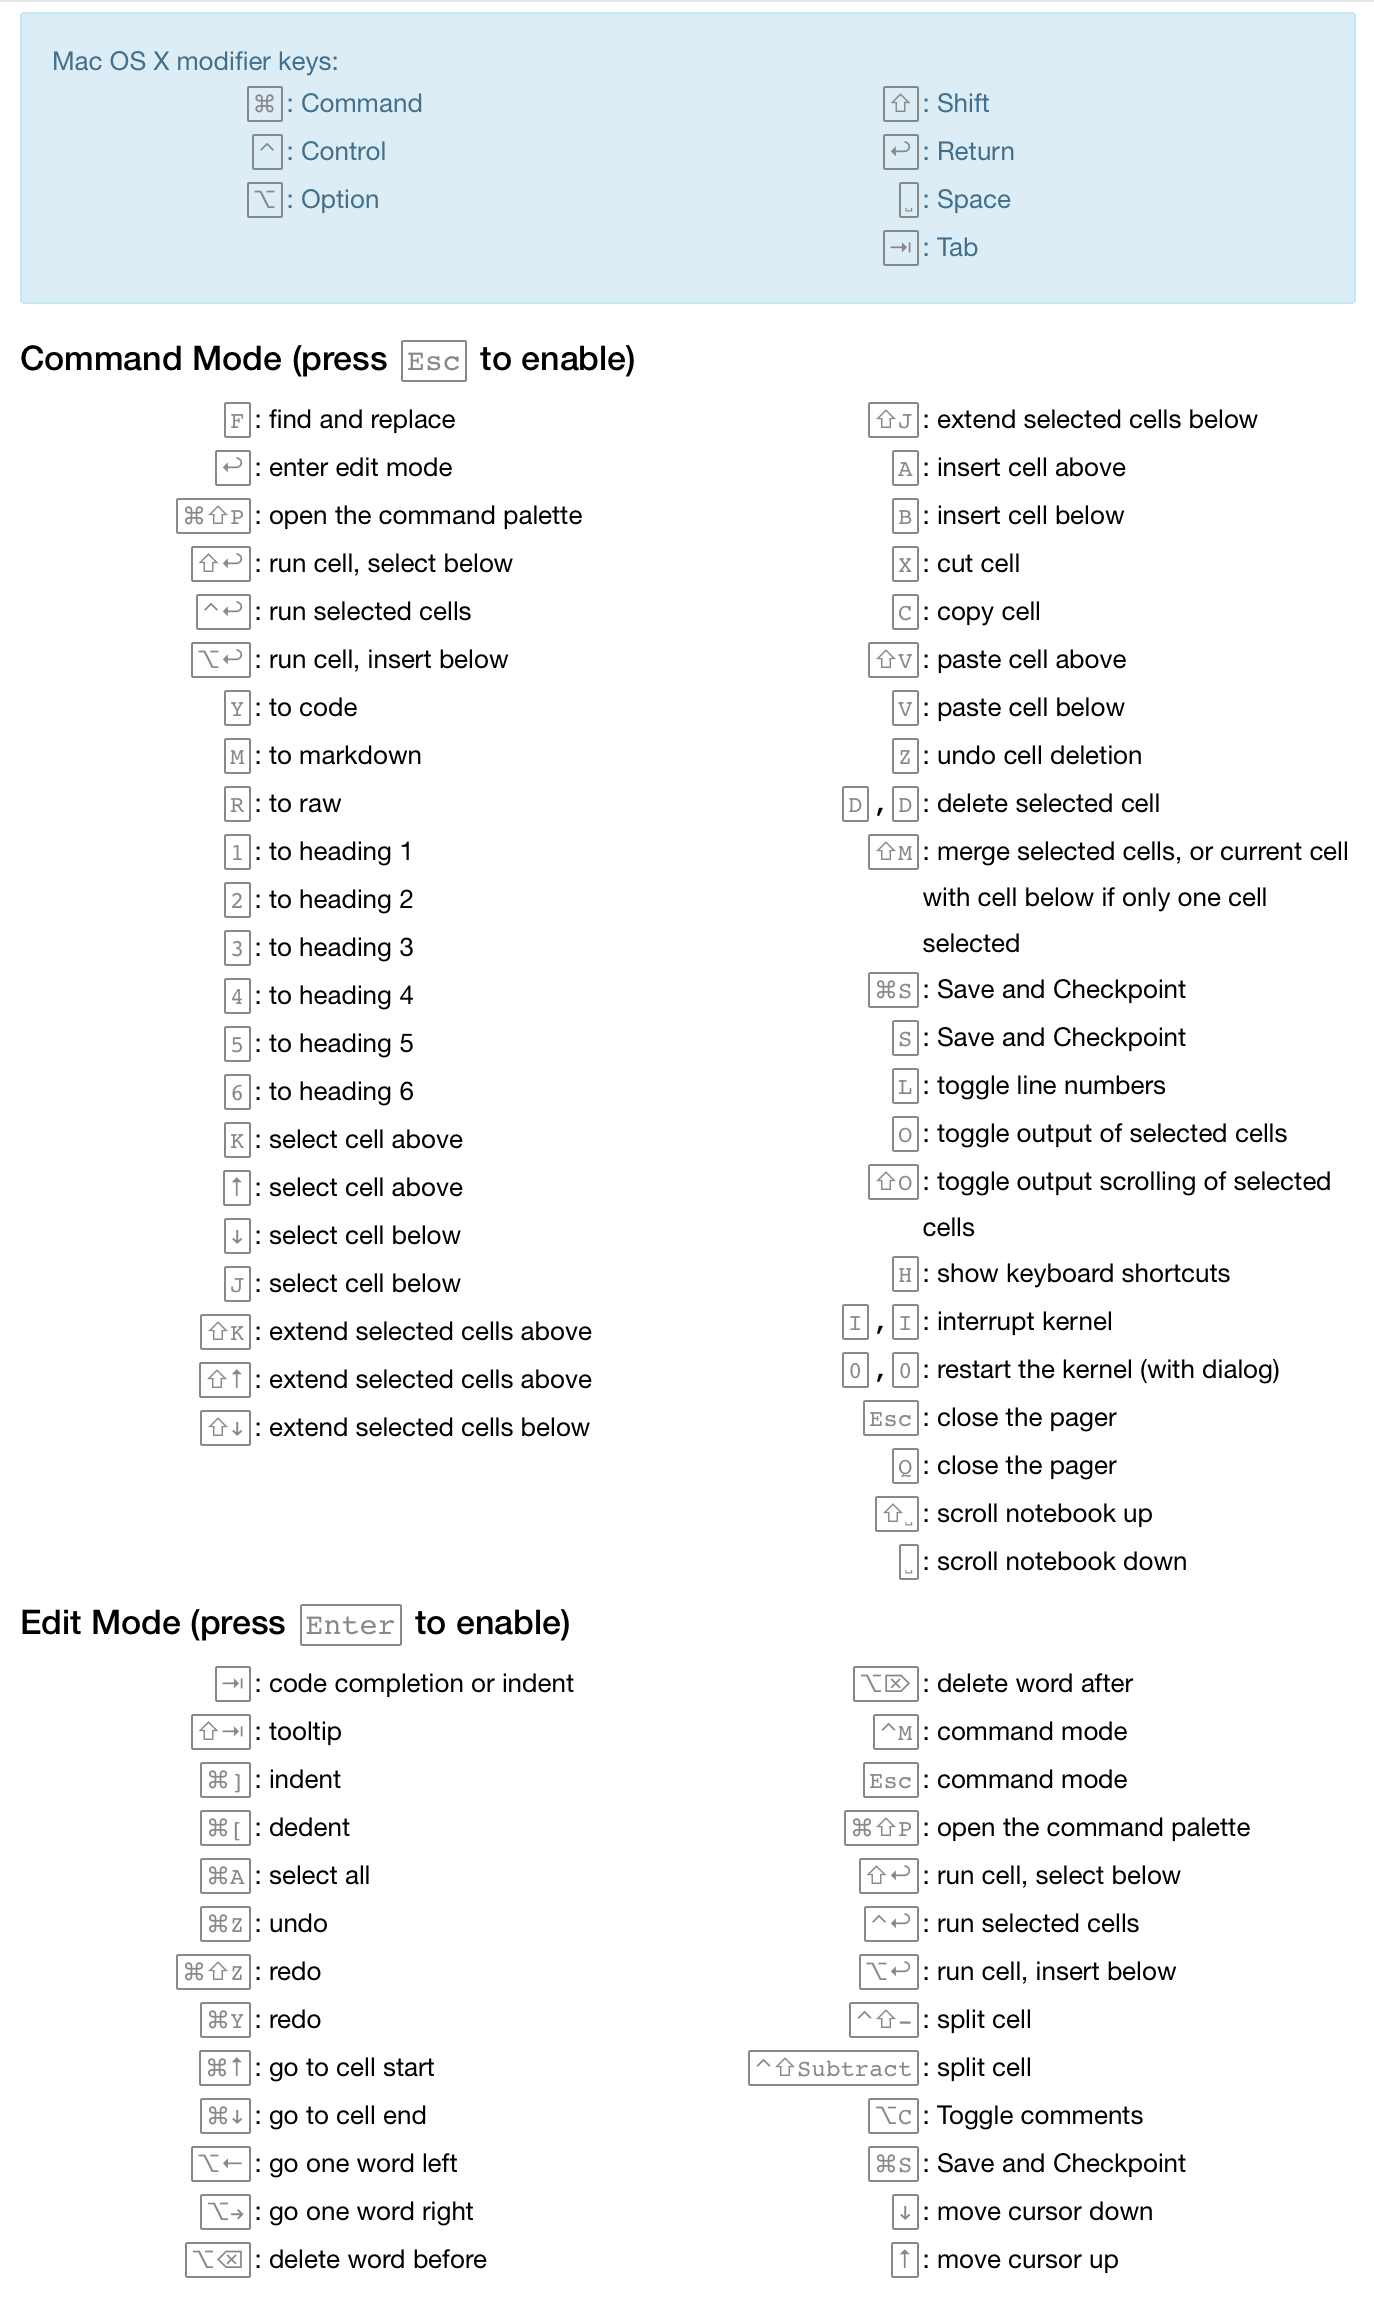 Mac OS X modifier keys:
⌘: Command
^: Control
⌥: Option
⇧: Shift
↩: Return
␣: Space
⇥: Tab
Command Mode (press Esc to enable)
F: find and replace
↩: enter edit mode
⌘⇧P: open the command palette
⇧↩: run cell, select below
^↩: run selected cells
⌥↩: run cell, insert below
Y: to code
M: to markdown
R: to raw
1: to heading 1
2: to heading 2
3: to heading 3
4: to heading 4
5: to heading 5
6: to heading 6
K: select cell above
↑: select cell above
↓: select cell below
J: select cell below
⇧K: extend selected cells above
⇧↑: extend selected cells above
⇧↓: extend selected cells below
⇧J: extend selected cells below
A: insert cell above
B: insert cell below
X: cut cell
C: copy cell
⇧V: paste cell above
V: paste cell below
Z: undo cell deletion
D,D: delete selected cell
⇧M: merge selected cells, or current cell
with cell below if only one cell
selected
⌘S: Save and Checkpoint
S: Save and Checkpoint
L: toggle line numbers
O: toggle output of selected cells
⇧O: toggle output scrolling of selected
cells
H: show keyboard shortcuts
I,I: interrupt kernel
0,0: restart the kernel (with dialog)
Esc: close the pager
Q: close the pager
⇧␣: scroll notebook up
␣: scroll notebook down
Edit Mode (press Enter to enable)
⇥: code completion or indent
⇧⇥: tooltip
⌘]: indent
⌘[: dedent
⌘A: select all
⌘Z: undo
⌘⇧Z: redo
⌘Y: redo
⌘↑: go to cell start
⌘↓: go to cell end
⌥←: go one word left
⌥→: go one word right
⌥⌫: delete word before
⌥⌦: delete word after
^M: command mode
Esc: command mode
⌘⇧P: open the command palette
⇧↩: run cell, select below
^↩: run selected cells
⌥↩: run cell, insert below
^⇧-: split cell
^⇧Subtract: split cell
⌥C: Toggle comments
⌘S: Save and Checkpoint
↓: move cursor down
↑: move cursor up